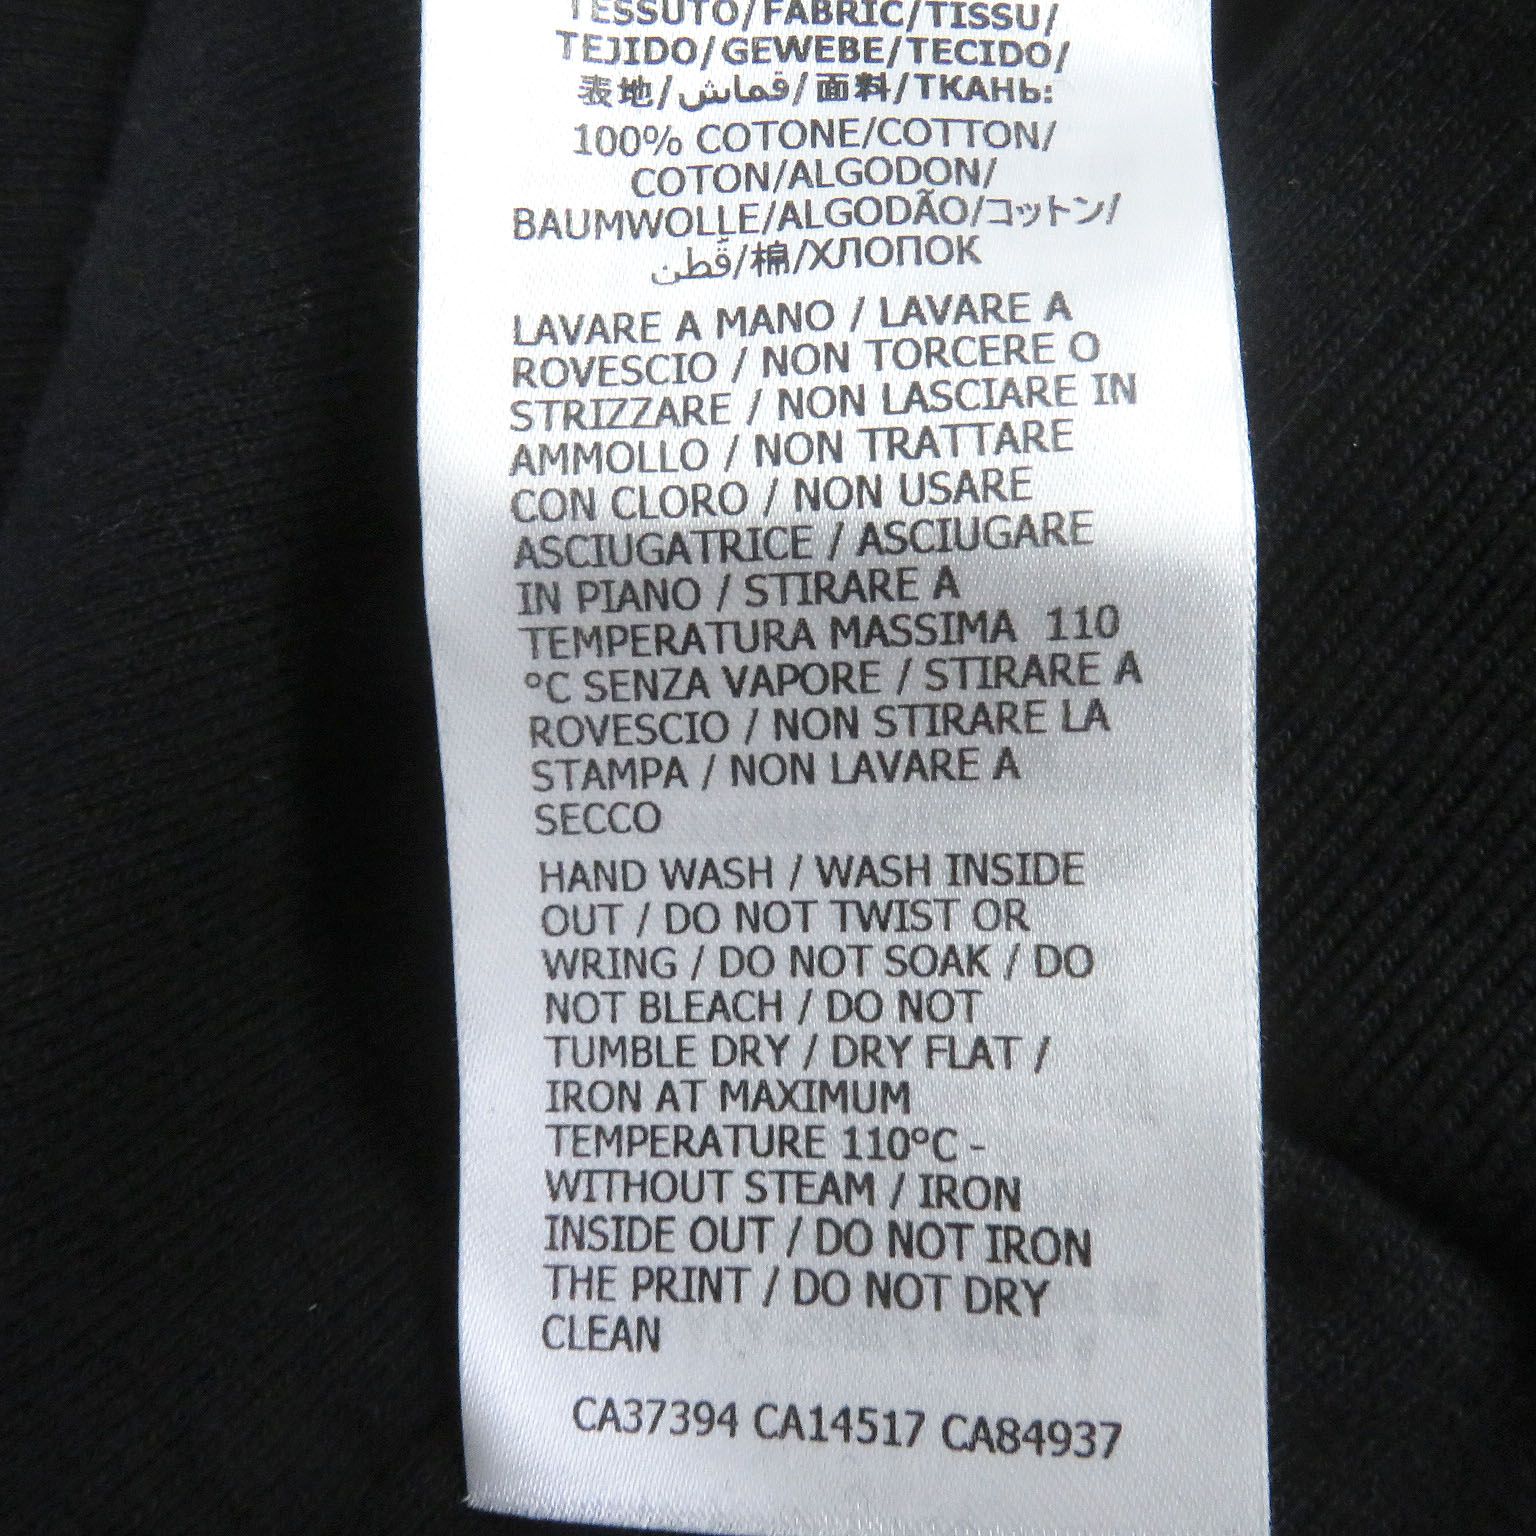 TESSUTO/FABRIC/TISSU/
TEJIDO/GEWEBE/TECIDO/
表地/قماش/面料/ТКАНЬ:
100% COTONE/COTTON/
COTON/ALGODON/
BAUMWOLLE/ALGODÃO/コットン/
قطن/棉/ХЛОПОК
LAVARE A MANO / LAVARE A
ROVESCIO / NON TORCERE O
STRIZZARE / NON LASCIARE IN
AMMOLLO / NON TRATTARE
CON CLORO / NON USARE
ASCIUGATRICE / ASCIUGARE
IN PIANO / STIRARE A
TEMPERATURA MASSIMA 110
°C SENZA VAPORE / STIRARE A
ROVESCIO / NON STIRARE LA
STAMPA / NON LAVARE A
SECCO
HAND WASH / WASH INSIDE
OUT / DO NOT TWIST OR
WRING / DO NOT SOAK / DO
NOT BLEACH / DO NOT
TUMBLE DRY / DRY FLAT /
IRON AT MAXIMUM
TEMPERATURE 110°C -
WITHOUT STEAM / IRON
INSIDE OUT / DO NOT IRON
THE PRINT / DO NOT DRY
CLEAN
CA37394 CA14517 CA84937